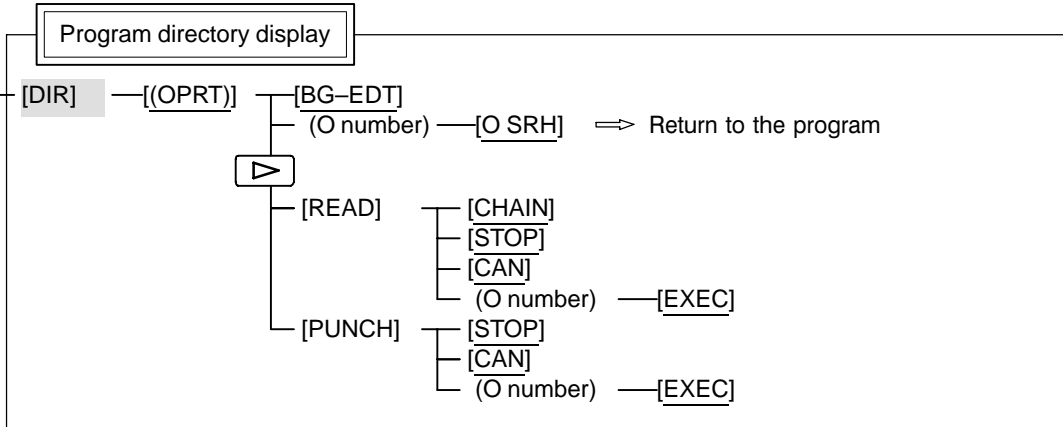 Program directory display
[DIR] [(OPRT)] [BG–EDT]
(O number) [O SRH] Return to the program
[READ] [CHAIN]
[STOP]
[CAN]
(O number) [EXEC]
[PUNCH] [STOP]
[CAN]
(O number) [EXEC]